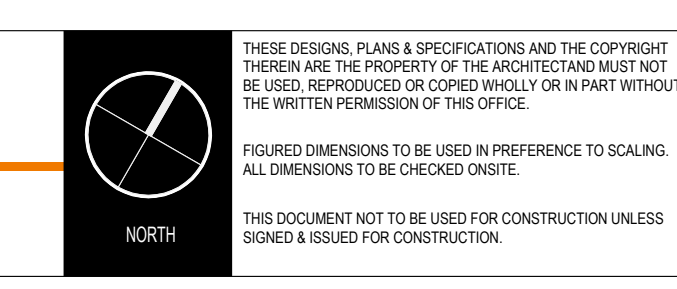 THESE DESIGNS, PLANS & SPECIFICATIONS AND THE COPYRIGHT
THEREIN ARE THE PROPERTY OF THE ARCHITECTAND MUST NOT
BE USED, REPRODUCED OR COPIED WHOLLY OR IN PART WITHOUT
THE WRITTEN PERMISSION OF THIS OFFICE.
FIGURED DIMENSIONS TO BE USED IN PREFERENCE TO SCALING.
ALL DIMENSIONS TO BE CHECKED ONSITE.
THIS DOCUMENT NOT TO BE USED FOR CONSTRUCTION UNLESS
SIGNED & ISSUED FOR CONSTRUCTION.
NORTH